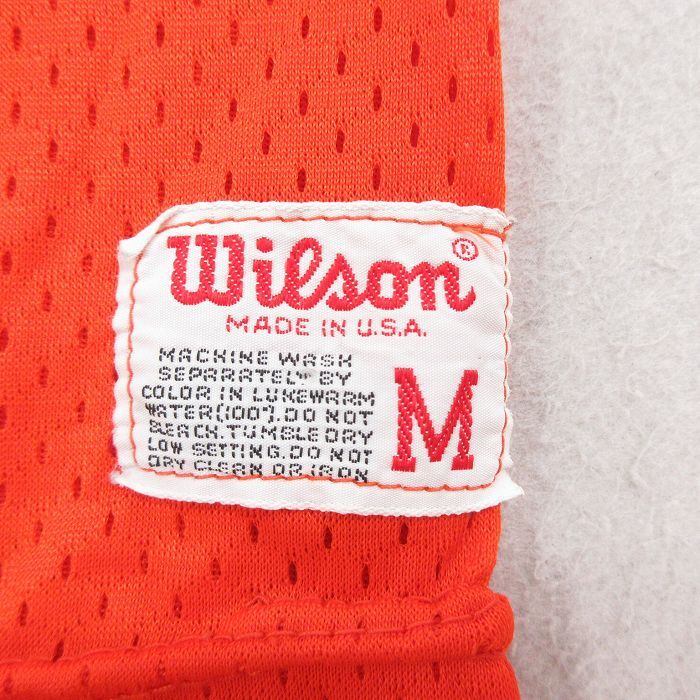 Wilson®
MADE IN U.S.A.
MACHINE WASH
SEPARATELY BY
COLOR IN LUKEWARM
WATER(100°). DO NOT
BLEACH. TUMBLE DRY
LOW SETTING. DO NOT
DRY CLEAN OR IRON
M